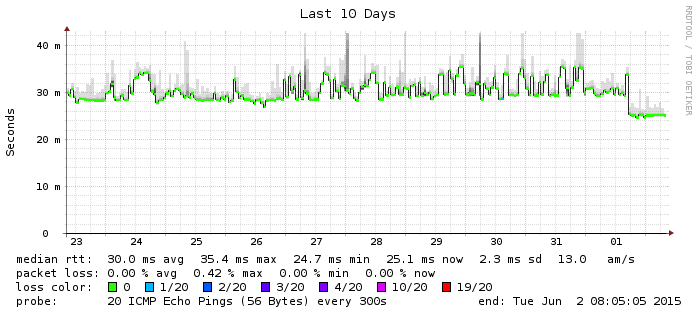 Last 10 Days
RRDTOOL / TOBI OETIKER
Seconds
40 m
30 m
20 m
10 m
0
23 24 25 26 27 28 29 30 31 01
median rtt: 30.0 ms avg 35.4 ms max 24.7 ms min 25.1 ms now 2.3 ms sd 13.0 am/s
packet loss: 0.00 % avg 0.42 % max 0.00 % min 0.00 % now
loss color: 0 1/20 2/20 3/20 4/20 10/20 19/20
probe: 20 ICMP Echo Pings (56 Bytes) every 300s end: Tue Jun 2 08:05:05 2015